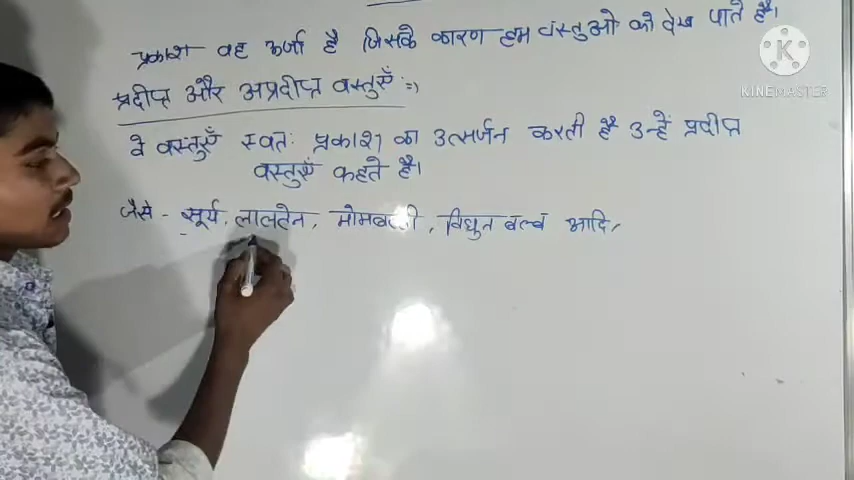 प्रकाश वह ऊर्जा है जिसके कारण हम वस्तुओ को देख पाते है।
प्रदीप्त और अप्रदीप्त वस्तुएँ :=)
वे वस्तुएँ स्वतः प्रकाश का उत्सर्जन करती है उन्हें प्रदीप्त
वस्तुएँ कहते है।
जैसे - सूर्य, लालटेन, मोमबत्ती, विधुत बल्व आदि,
KINEMASTER